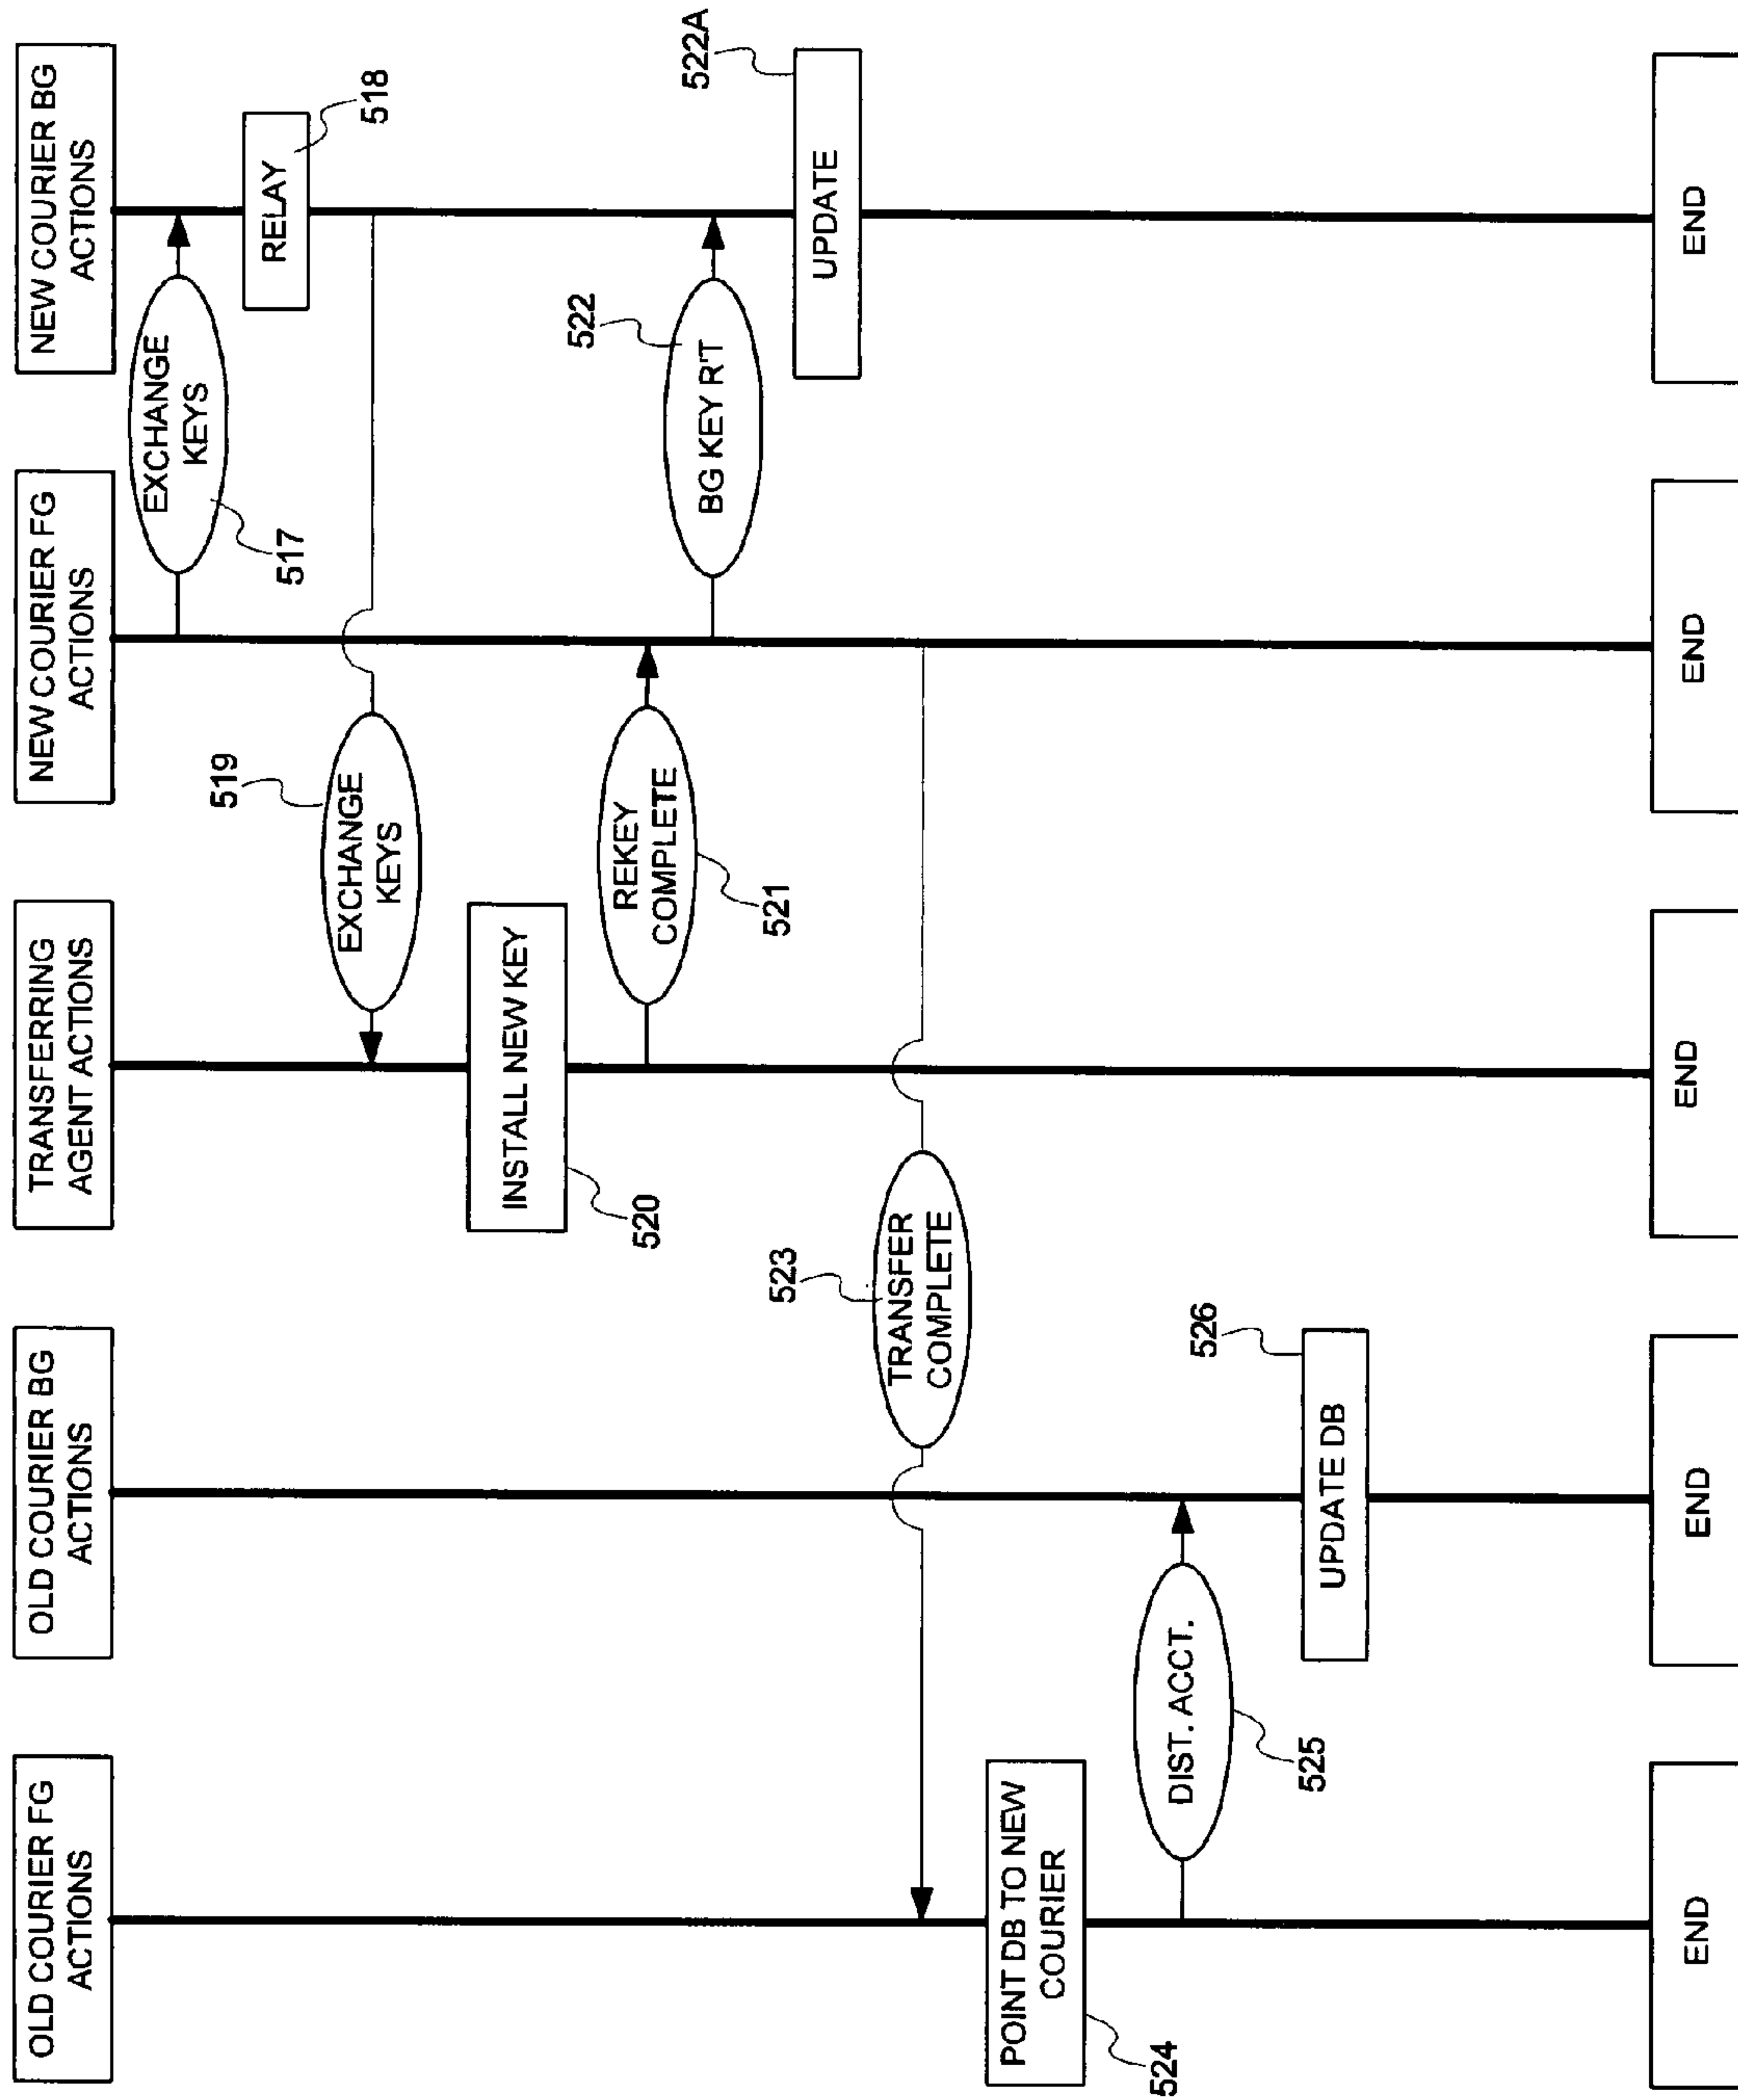 OLD COURIER FG
ACTIONS
OLD COURIER BG
ACTIONS
TRANSFERRING
AGENT ACTIONS
NEW COURIER FG
ACTIONS
NEW COURIER BG
ACTIONS
EXCHANGE
KEYS
517
RELAY
518
519
EXCHANGE
KEYS
INSTALL NEW KEY
520
REKEY
COMPLETE
521
522
BG KEY R'T
522A
UPDATE
523
TRANSFER
COMPLETE
POINT DB TO NEW
COURIER
524
DIST. ACCT.
525
526
UPDATE DB
END
END
END
END
END